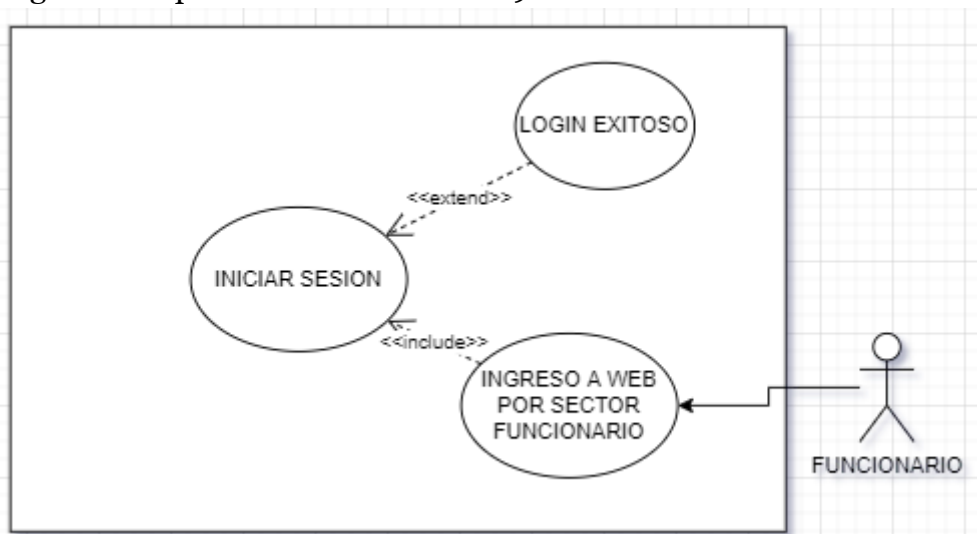 LOGIN EXITOSO
<<extend>>
INICIAR SESION
<<include>>
INGRESO A WEB
POR SECTOR
FUNCIONARIO
FUNCIONARIO